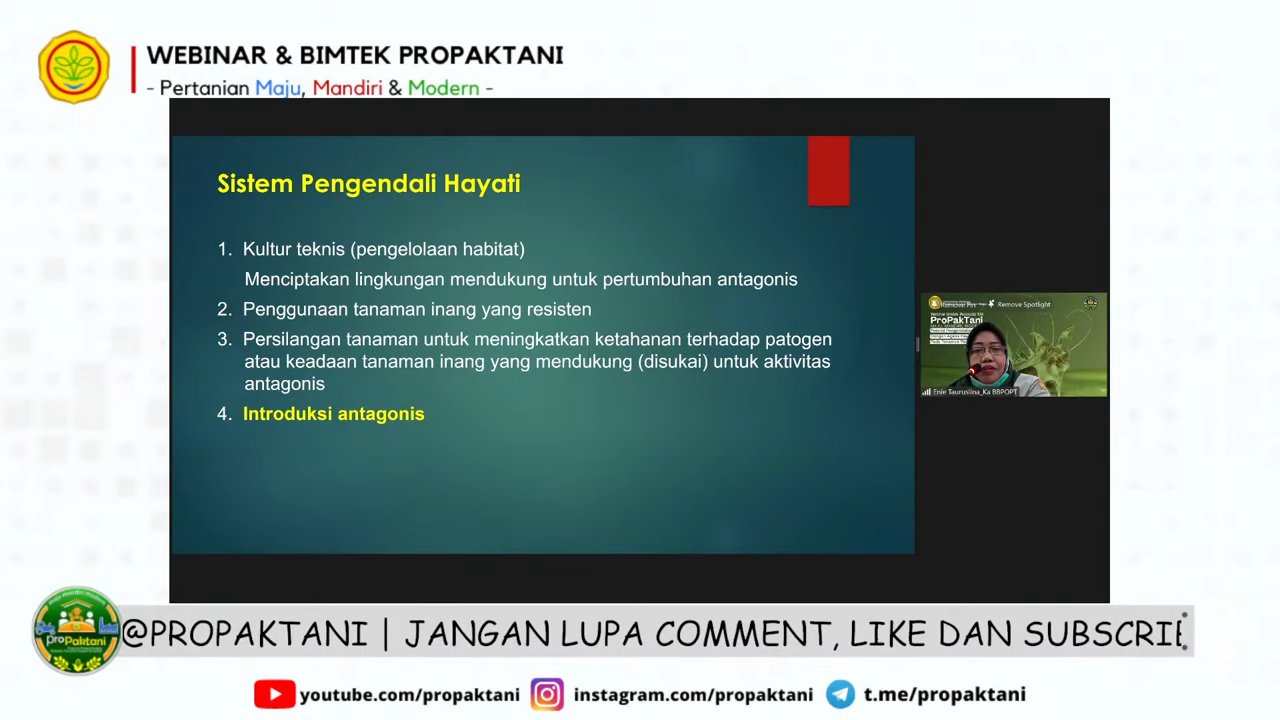 WEBINAR & BIMTEK PROPAKTANI
- Pertanian Maju, Mandiri & Modern -
Sistem Pengendali Hayati
1. Kultur teknis (pengelolaan habitat)
Menciptakan lingkungan mendukung untuk pertumbuhan antagonis
2. Penggunaan tanaman inang yang resisten
3. Persilangan tanaman untuk meningkatkan ketahanan terhadap patogen
atau keadaan tanaman inang yang mendukung (disukai) untuk aktivitas
antagonis
4. Introduksi antagonis
Remove Spotlight
ProPakTani
Enie Tauruslina_Ka BBPOPT
proPaktani
@PROPAKTANI | JANGAN LUPA COMMENT, LIKE DAN SUBSCRIB
youtube.com/propaktani
instagram.com/propaktani
t.me/propaktani